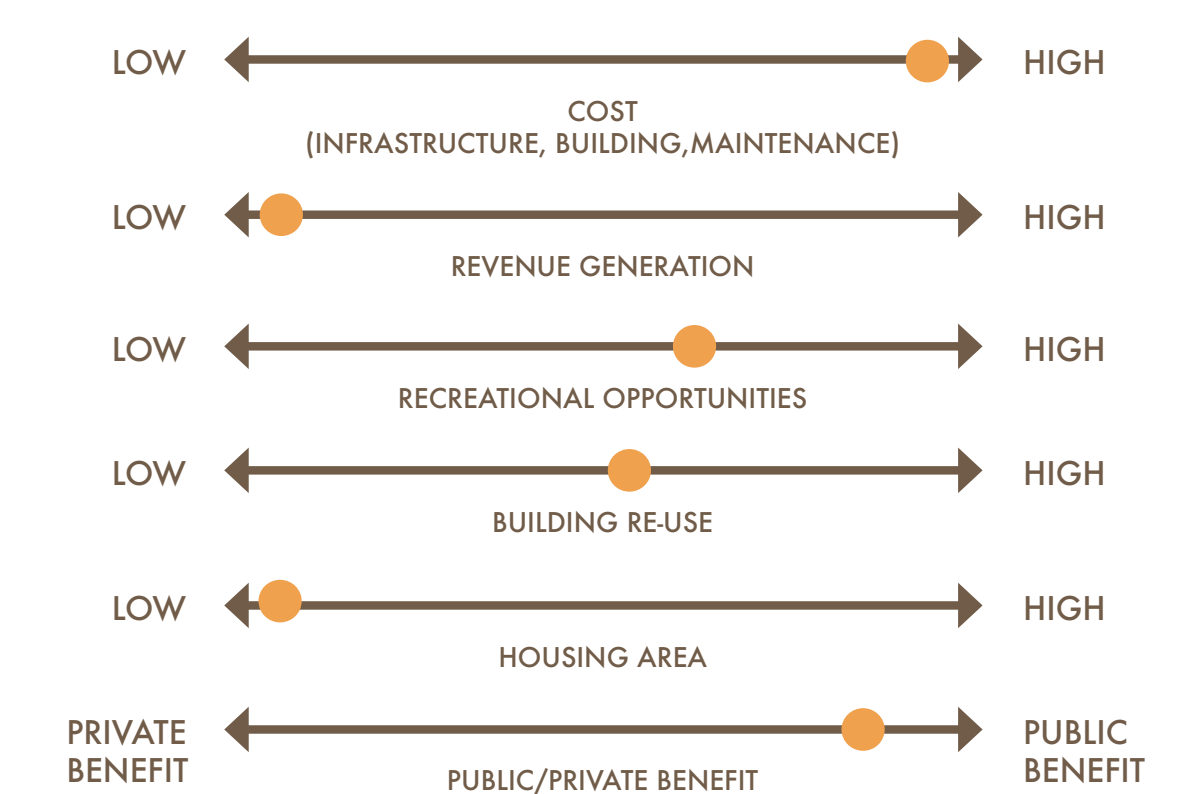 LOW HIGH
COST
(INFRASTRUCTURE, BUILDING,MAINTENANCE)
LOW HIGH
REVENUE GENERATION
LOW HIGH
RECREATIONAL OPPORTUNITIES
LOW HIGH
BUILDING RE-USE
LOW HIGH
HOUSING AREA
PRIVATE BENEFIT PUBLIC BENEFIT
PUBLIC/PRIVATE BENEFIT